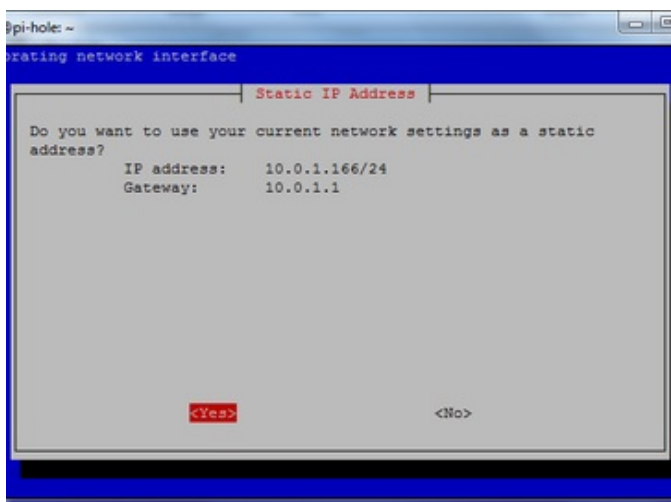 @pi-hole: ~
orating network interface
Static IP Address
Do you want to use your current network settings as a static
address?
IP address: 10.0.1.166/24
Gateway: 10.0.1.1
<Yes> <No>